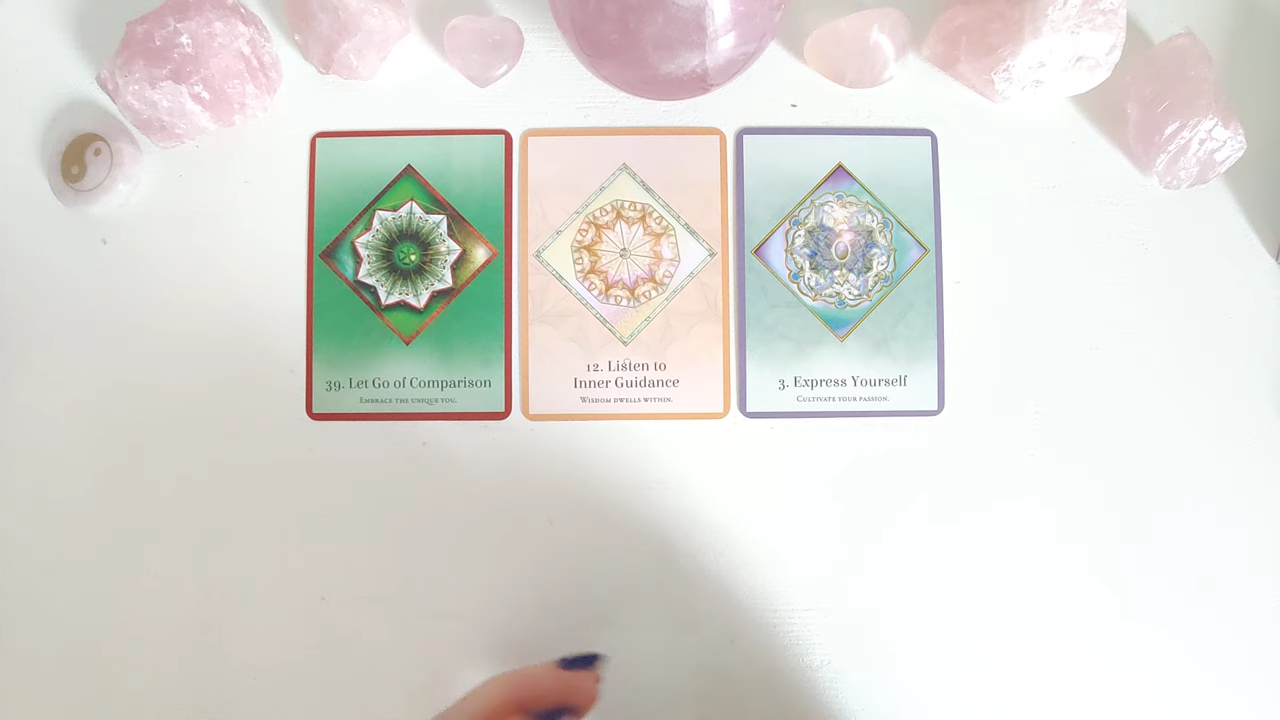 39. Let Go of Comparison
Embrace the unique you.
12. Listen to
Inner Guidance
Wisdom dwells within.
3. Express Yourself
Cultivate your passion.